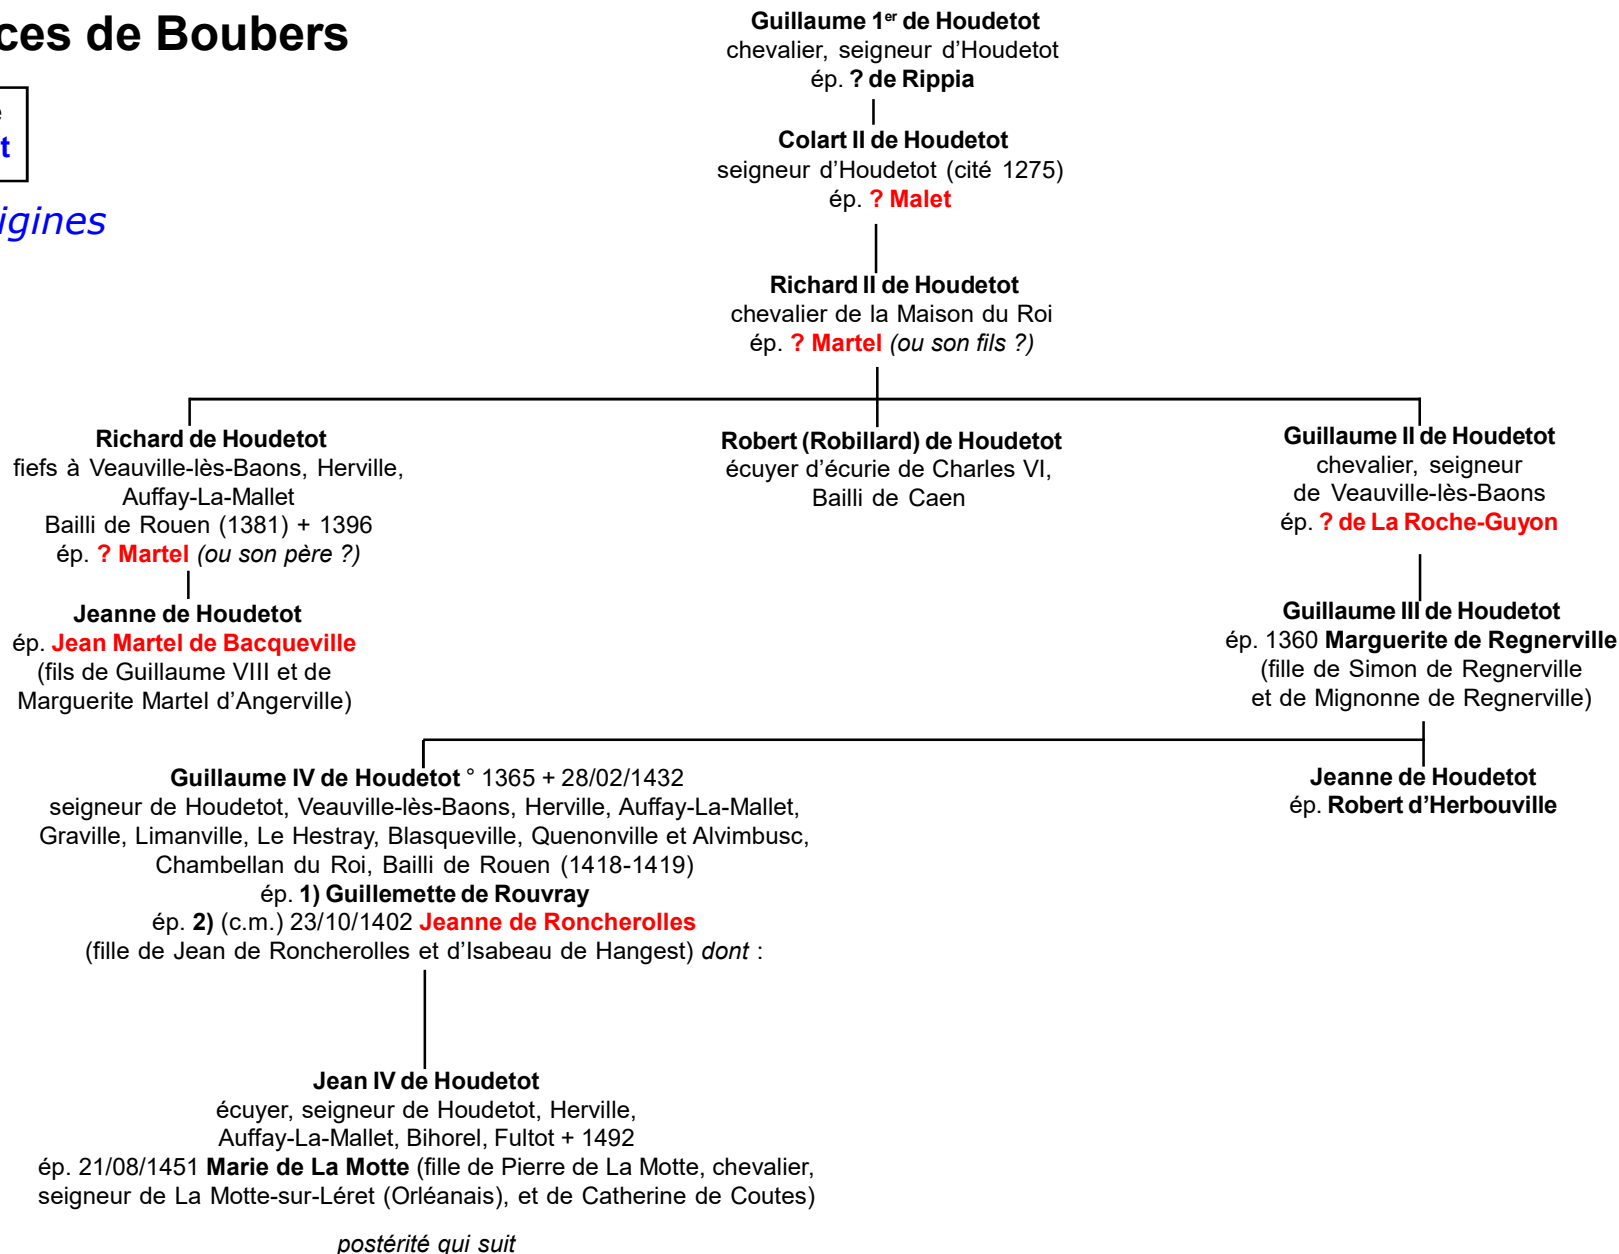 ces de Boubers
e
t
igines
Guillaume 1er de Houdetot
chevalier, seigneur d'Houdetot
ép. ? de Rippia
Colart II de Houdetot
seigneur d'Houdetot (cité 1275)
ép. ? Malet
Richard II de Houdetot
chevalier de la Maison du Roi
ép. ? Martel (ou son fils ?)
Richard de Houdetot
fiefs à Veauville-lès-Baons, Herville,
Auffay-La-Mallet
Bailli de Rouen (1381) + 1396
ép. ? Martel (ou son père ?)
Robert (Robillard) de Houdetot
écuyer d'écurie de Charles VI,
Bailli de Caen
Guillaume II de Houdetot
chevalier, seigneur
de Veauville-lès-Baons
ép. ? de La Roche-Guyon
Jeanne de Houdetot
ép. Jean Martel de Bacqueville
(fils de Guillaume VIII et de
Marguerite Martel d'Angerville)
Guillaume III de Houdetot
ép. 1360 Marguerite de Regnerville
(fille de Simon de Regnerville
et de Mignonne de Regnerville)
Guillaume IV de Houdetot ° 1365 + 28/02/1432
seigneur de Houdetot, Veauville-lès-Baons, Herville, Auffay-La-Mallet,
Graville, Limanville, Le Hestray, Blasqueville, Quenonville et Alvimbusc,
Chambellan du Roi, Bailli de Rouen (1418-1419)
ép. 1) Guillemette de Rouvray
ép. 2) (c.m.) 23/10/1402 Jeanne de Roncherolles
(fille de Jean de Roncherolles et d'Isabeau de Hangest) dont :
Jeanne de Houdetot
ép. Robert d'Herbouville
Jean IV de Houdetot
écuyer, seigneur de Houdetot, Herville,
Auffay-La-Mallet, Bihorel, Fultot + 1492
ép. 21/08/1451 Marie de La Motte (fille de Pierre de La Motte, chevalier,
seigneur de La Motte-sur-Léret (Orléanais), et de Catherine de Coutes)
postérité qui suit